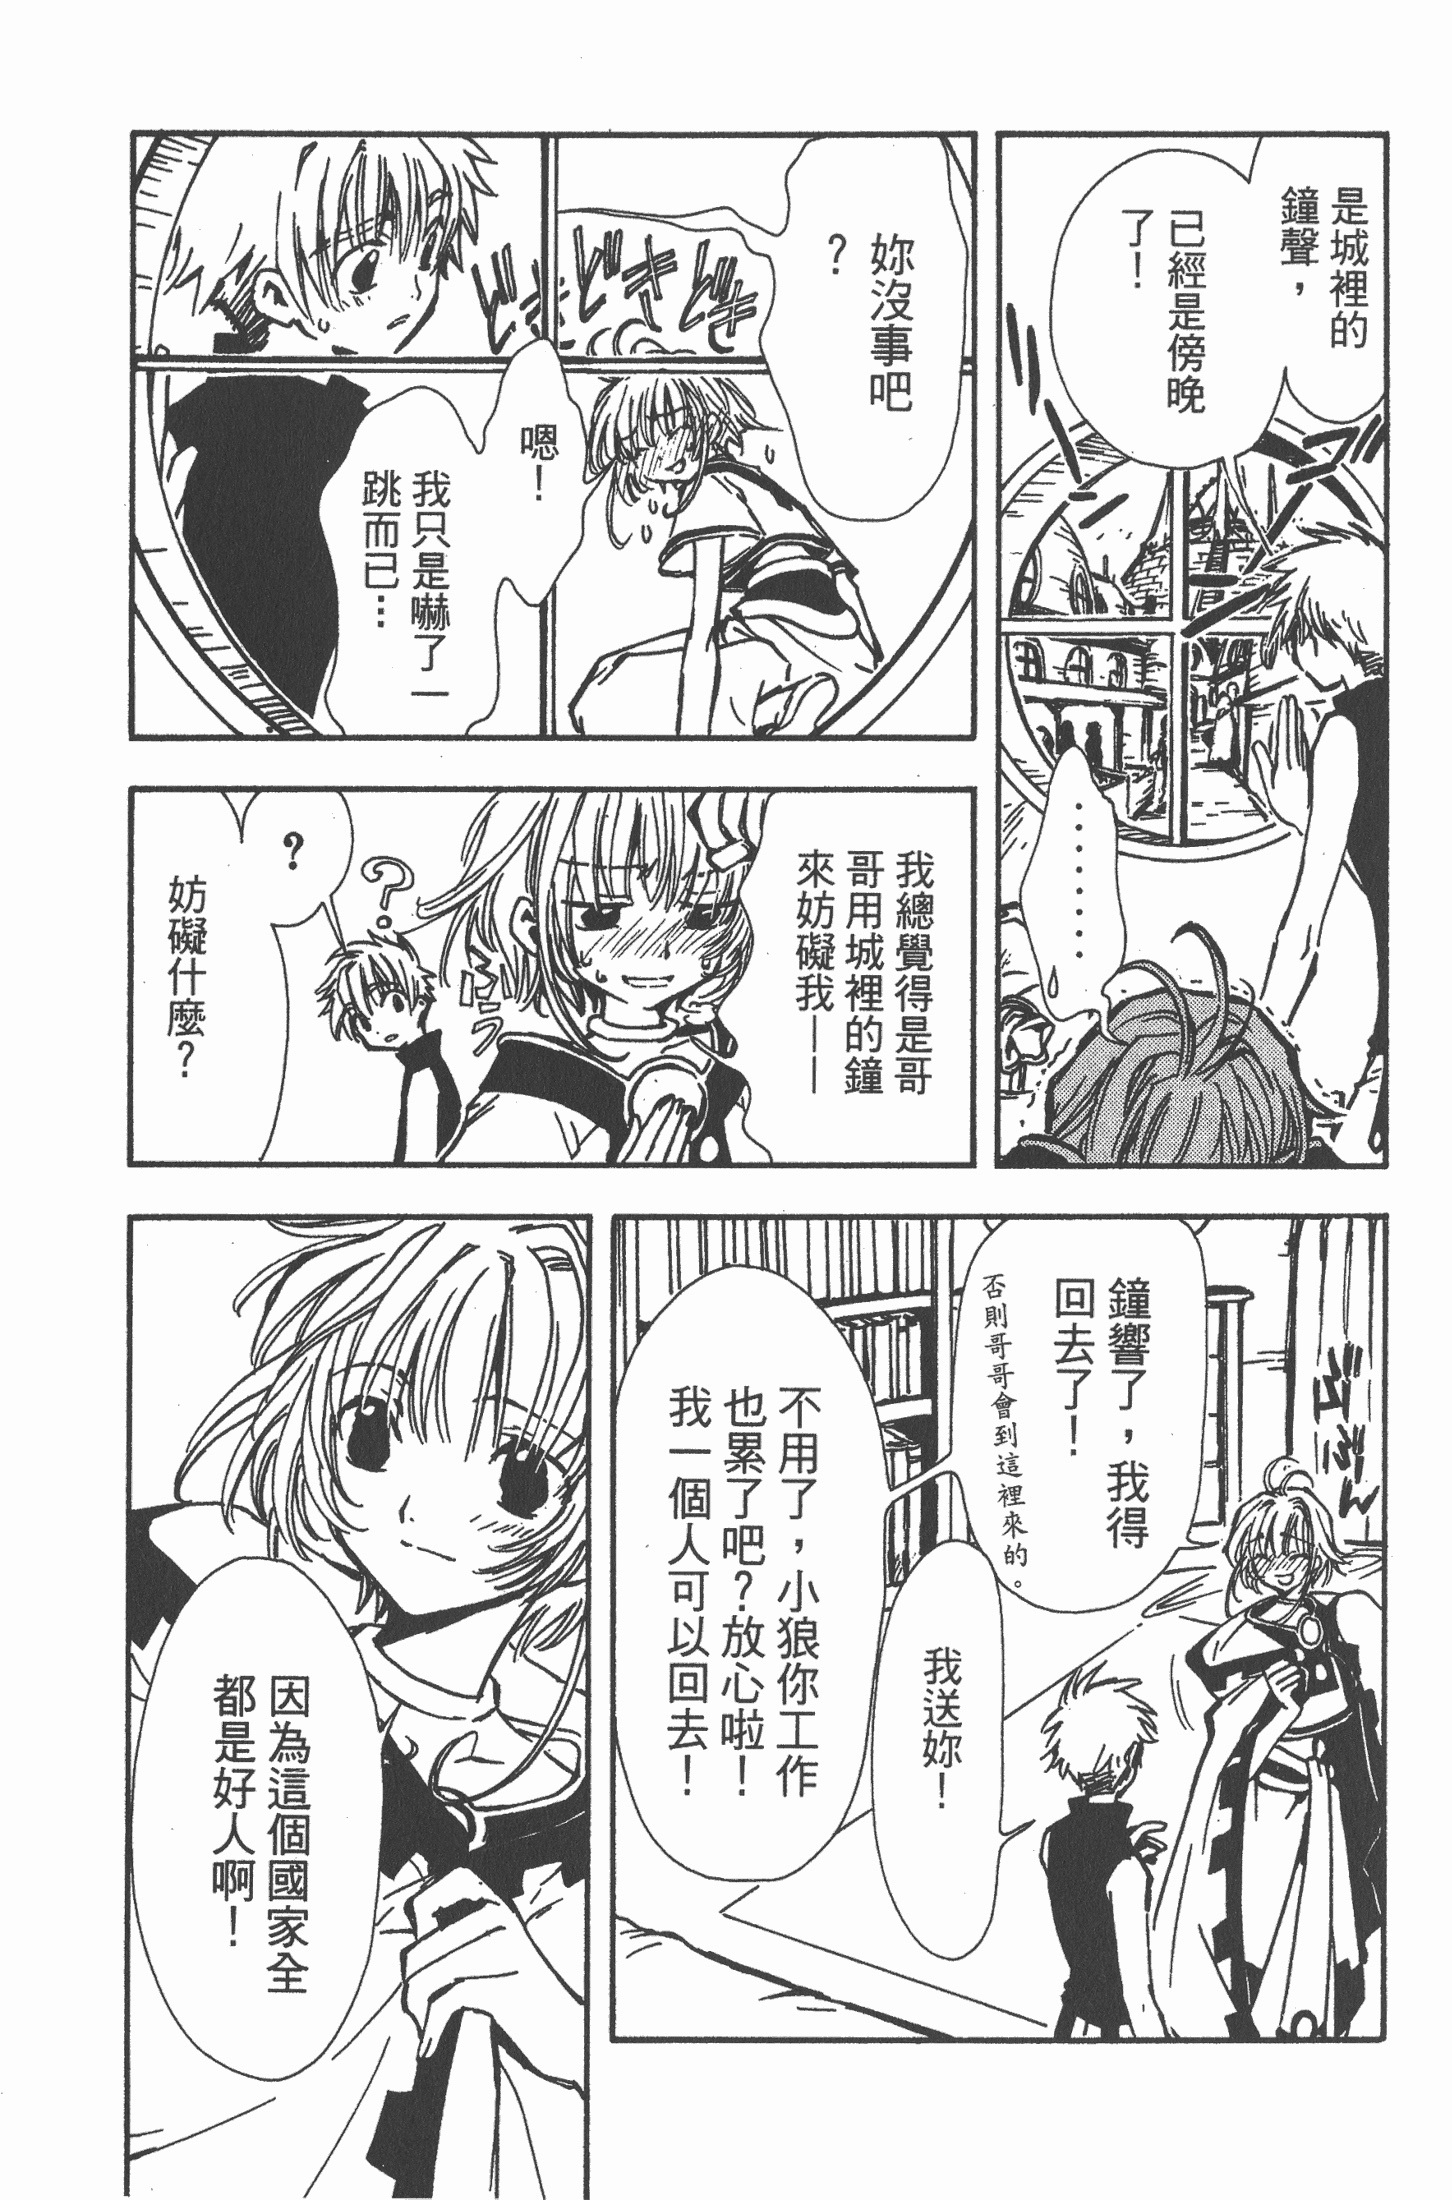 是城裡的
鐘聲，
已經是傍晚
了！
……
妳沒事吧
？
嗯！
我只是嚇了一
跳而已…
我總覺得是哥
哥用城裡的鐘
來妨礙我——
？
?
妨礙什麼？
鐘響了，我得
回去了！
否則哥哥會到這裡來的。
我送妳！
不用了，小狼你工作
也累了吧？放心啦！
我一個人可以回去！
因為這個國家全
都是好人啊！